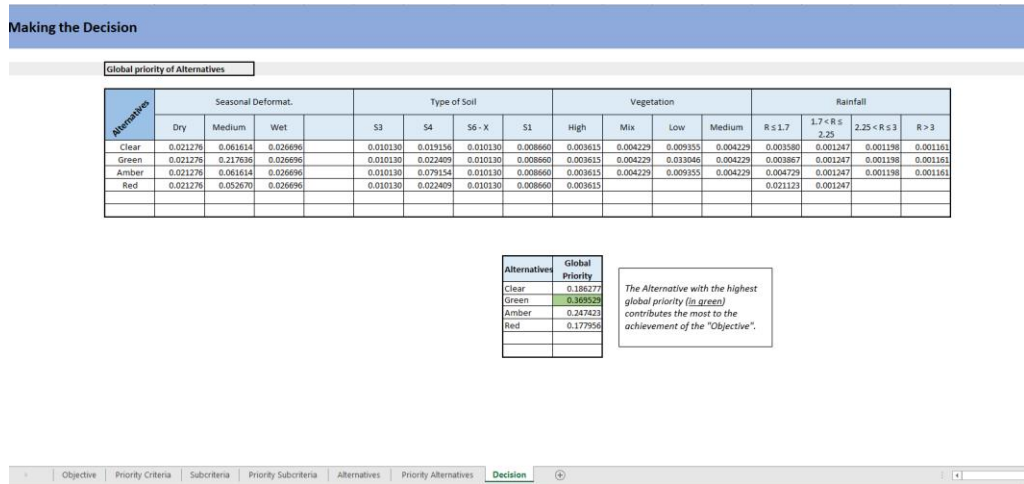 Making the Decision
Global priority of Alternatives
Alternatives Seasonal Deformat. Type of Soil Vegetation Rainfall
Dry Medium Wet S3 S4 S6 - X S1 High Mix Low Medium R ≤ 1.7 1.7 < R ≤ 2.25 2.25 < R ≤ 3 R > 3
Clear 0.021276 0.061614 0.026696 0.010130 0.019156 0.010130 0.008660 0.003615 0.004229 0.009355 0.004229 0.003580 0.001247 0.001198 0.001161
Green 0.021276 0.217636 0.026696 0.010130 0.022409 0.010130 0.008660 0.003615 0.004229 0.033046 0.004229 0.003867 0.001247 0.001198 0.001161
Amber 0.021276 0.061614 0.026696 0.010130 0.079154 0.010130 0.008660 0.003615 0.004229 0.009355 0.004229 0.004729 0.001247 0.001198 0.001161
Red 0.021276 0.052670 0.026696 0.010130 0.022409 0.010130 0.008660 0.003615 0.021123 0.001247
Alternatives Global Priority
Clear 0.186277
Green 0.369529
Amber 0.247423
Red 0.177956
The Alternative with the highest
global priority (in green)
contributes the most to the
achievement of the "Objective".
Objective Priority Criteria Subcriteria Priority Subcriteria Alternatives Priority Alternatives Decision